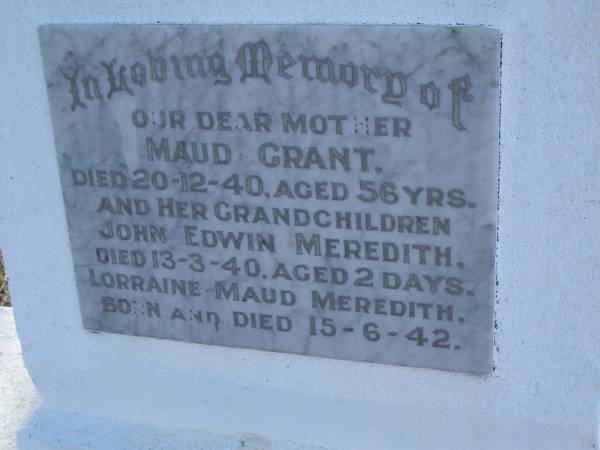 In Loving Memory of
OUR DEAR MOTHER
MAUD GRANT.
DIED 20-12-40. AGED 56 YRS.
AND HER GRANDCHILDREN
JOHN EDWIN MEREDITH.
DIED 13-3-40. AGED 2 DAYS.
LORRAINE MAUD MEREDITH.
BORN AND DIED 15-6-42.